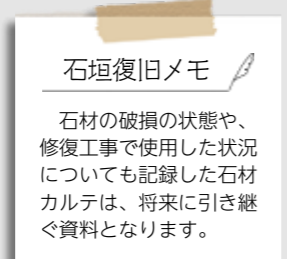 石垣復旧メモ
石材の破損の状態や、
修復工事で使用した状況
についても記録した石材
カルテは、将来に引き継
ぐ資料となります。